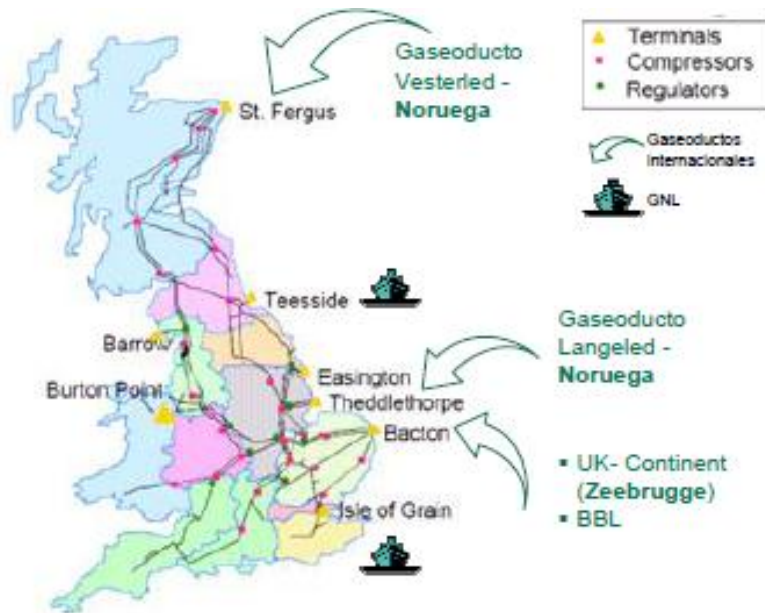 Gaseoducto
Vesterled -
Noruega
Terminals
Compressors
Regulators
Gaseoductos
internacionales
GNL
St. Fergus
Teesside
Barrow
Burton Point
Gaseoducto
Langeled -
Noruega
Easington
Theddlethorpe
Bacton
▪ UK- Continent
(Zeebrugge)
▪ BBL
Isle of Grain